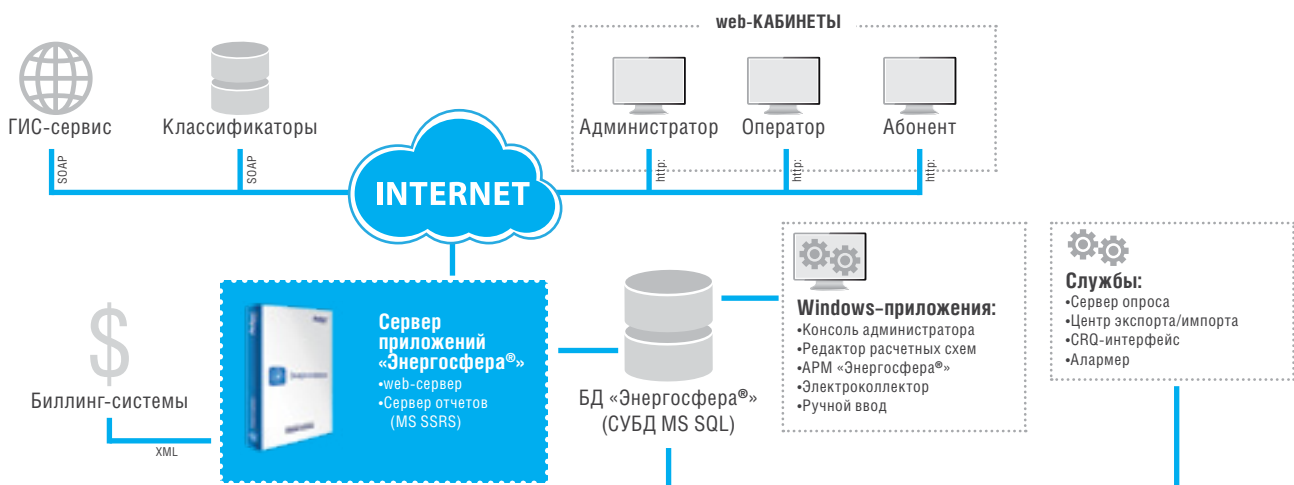 web-КАБИНЕТЫ
ГИС-сервис
Классификаторы
Администратор
Оператор
Абонент
SOAP
SOAP
http:
http:
http:
INTERNET
Биллинг-системы
XML
Сервер
приложений
«Энергосфера®»
•web-сервер
•Сервер отчетов
(MS SSRS)
БД «Энергосфера®»
(СУБД MS SQL)
Windows-приложения:
•Консоль администратора
•Редактор расчетных схем
•АРМ «Энергосфера®»
•Электроколлектор
•Ручной ввод
Службы:
•Сервер опроса
•Центр экспорта/импорта
•CRQ-интерфейс
•Алармер